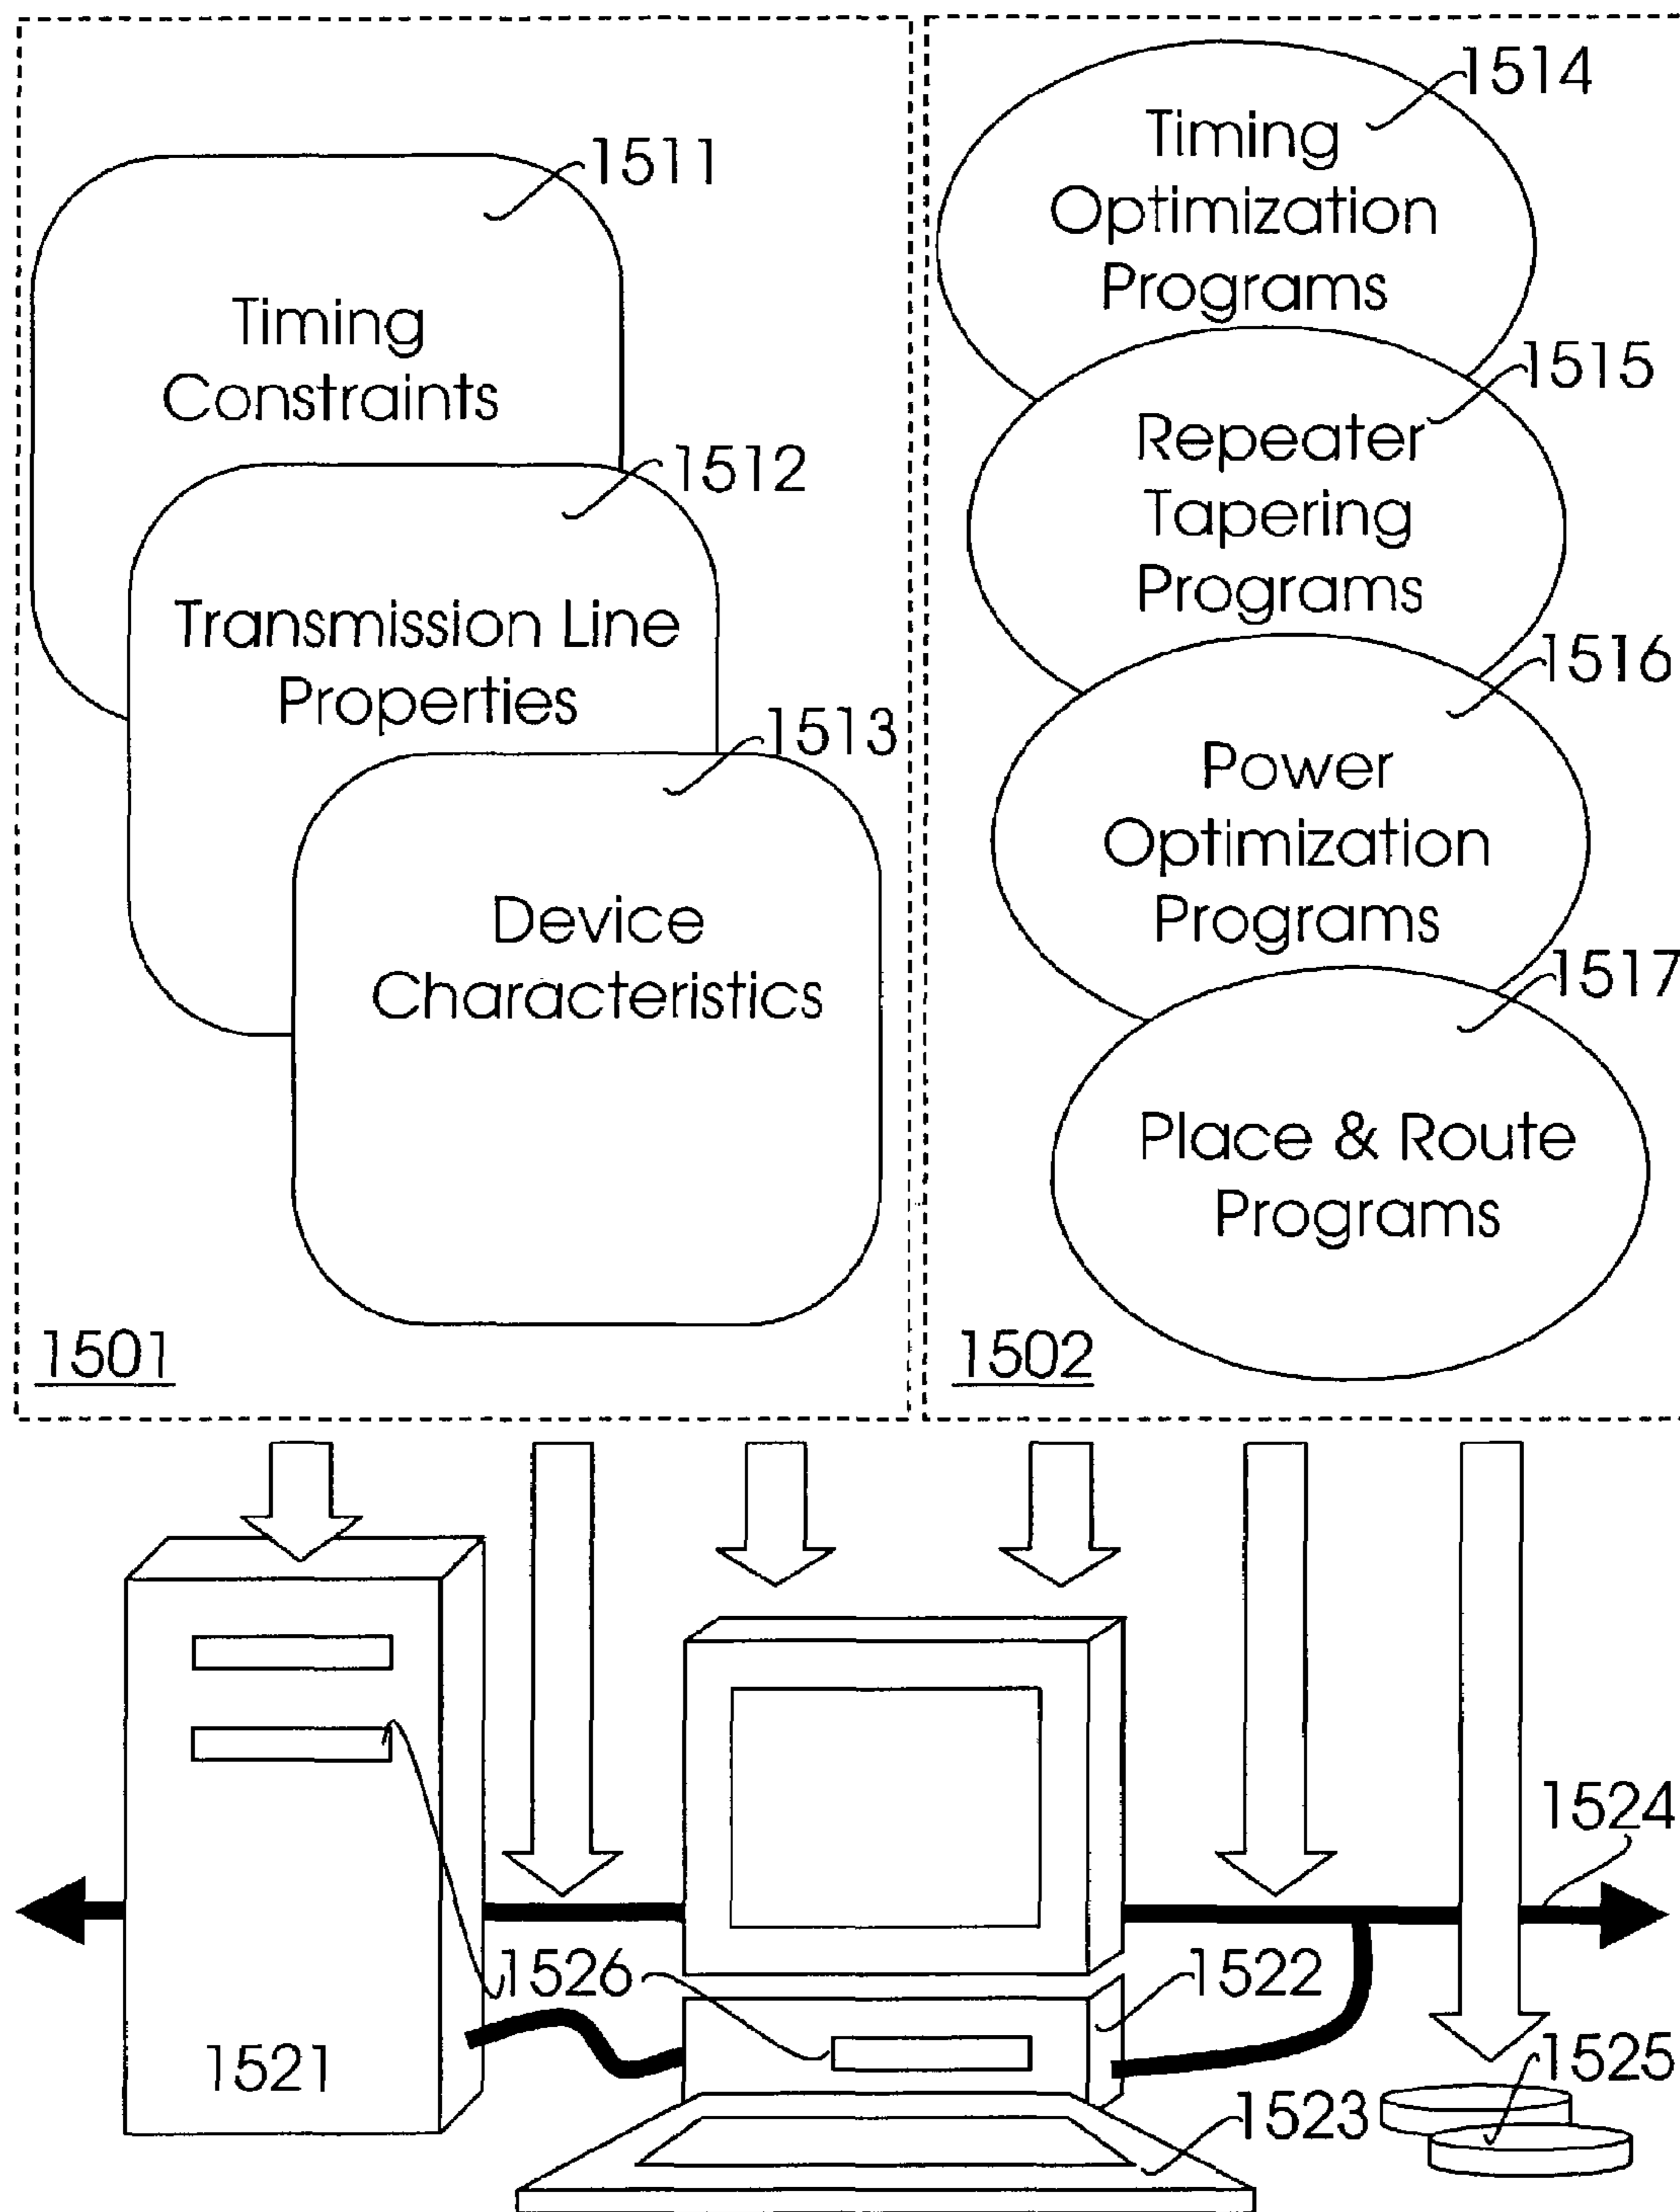 1511
Timing
Constraints
1512
Transmission Line
Properties
1513
Device
Characteristics
1501
1514
Timing
Optimization
Programs
1515
Repeater
Tapering
Programs
1516
Power
Optimization
Programs
1517
Place & Route
Programs
1502
1524
1526
1522
1521
1525
1523